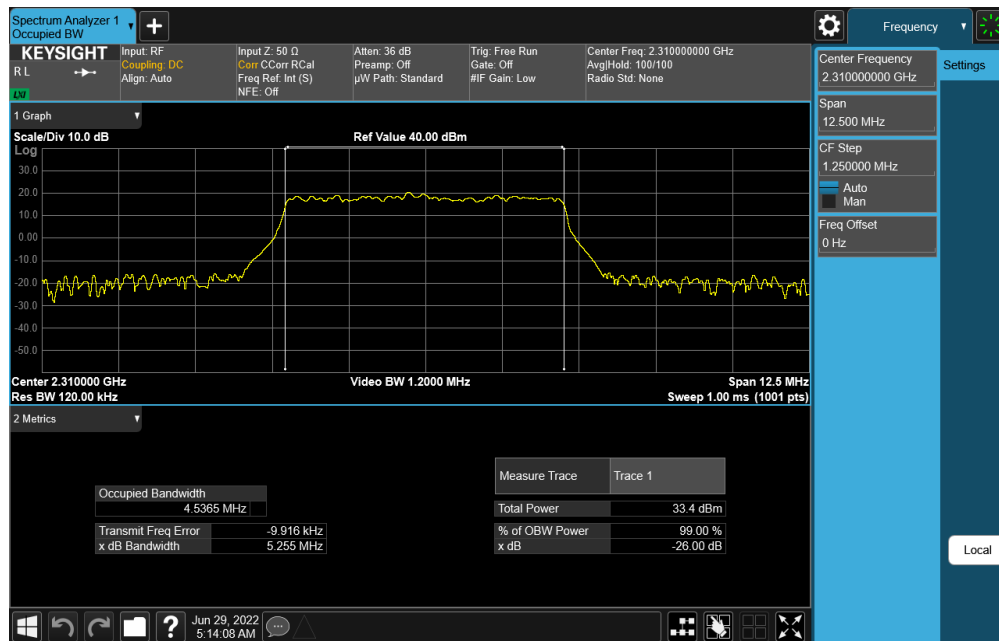 Spectrum Analyzer 1
Occupied BW
Frequency
KEYSIGHT
R L
LXI
Input: RF
Coupling: DC
Align: Auto
Input Z: 50 Ω
Corr CCorr RCal
Freq Ref: Int (S)
NFE: Off
Atten: 36 dB
Preamp: Off
µW Path: Standard
Trig: Free Run
Gate: Off
#IF Gain: Low
Center Freq: 2.310000000 GHz
Avg|Hold: 100/100
Radio Std: None
Center Frequency
2.310000000 GHz
Settings
Span
12.500 MHz
CF Step
1.250000 MHz
Auto
Man
Freq Offset
0 Hz
Local
1 Graph
Scale/Div 10.0 dB
Ref Value 40.00 dBm
Log
30.0
20.0
10.0
0.00
-10.0
-20.0
-30.0
-40.0
-50.0
Center 2.310000 GHz
Video BW 1.2000 MHz
Span 12.5 MHz
Res BW 120.00 kHz
Sweep 1.00 ms (1001 pts)
2 Metrics
Occupied Bandwidth
4.5365 MHz
Transmit Freq Error -9.916 kHz
x dB Bandwidth 5.255 MHz
Measure Trace Trace 1
Total Power 33.4 dBm
% of OBW Power 99.00 %
x dB -26.00 dB
?
Jun 29, 2022
5:14:08 AM